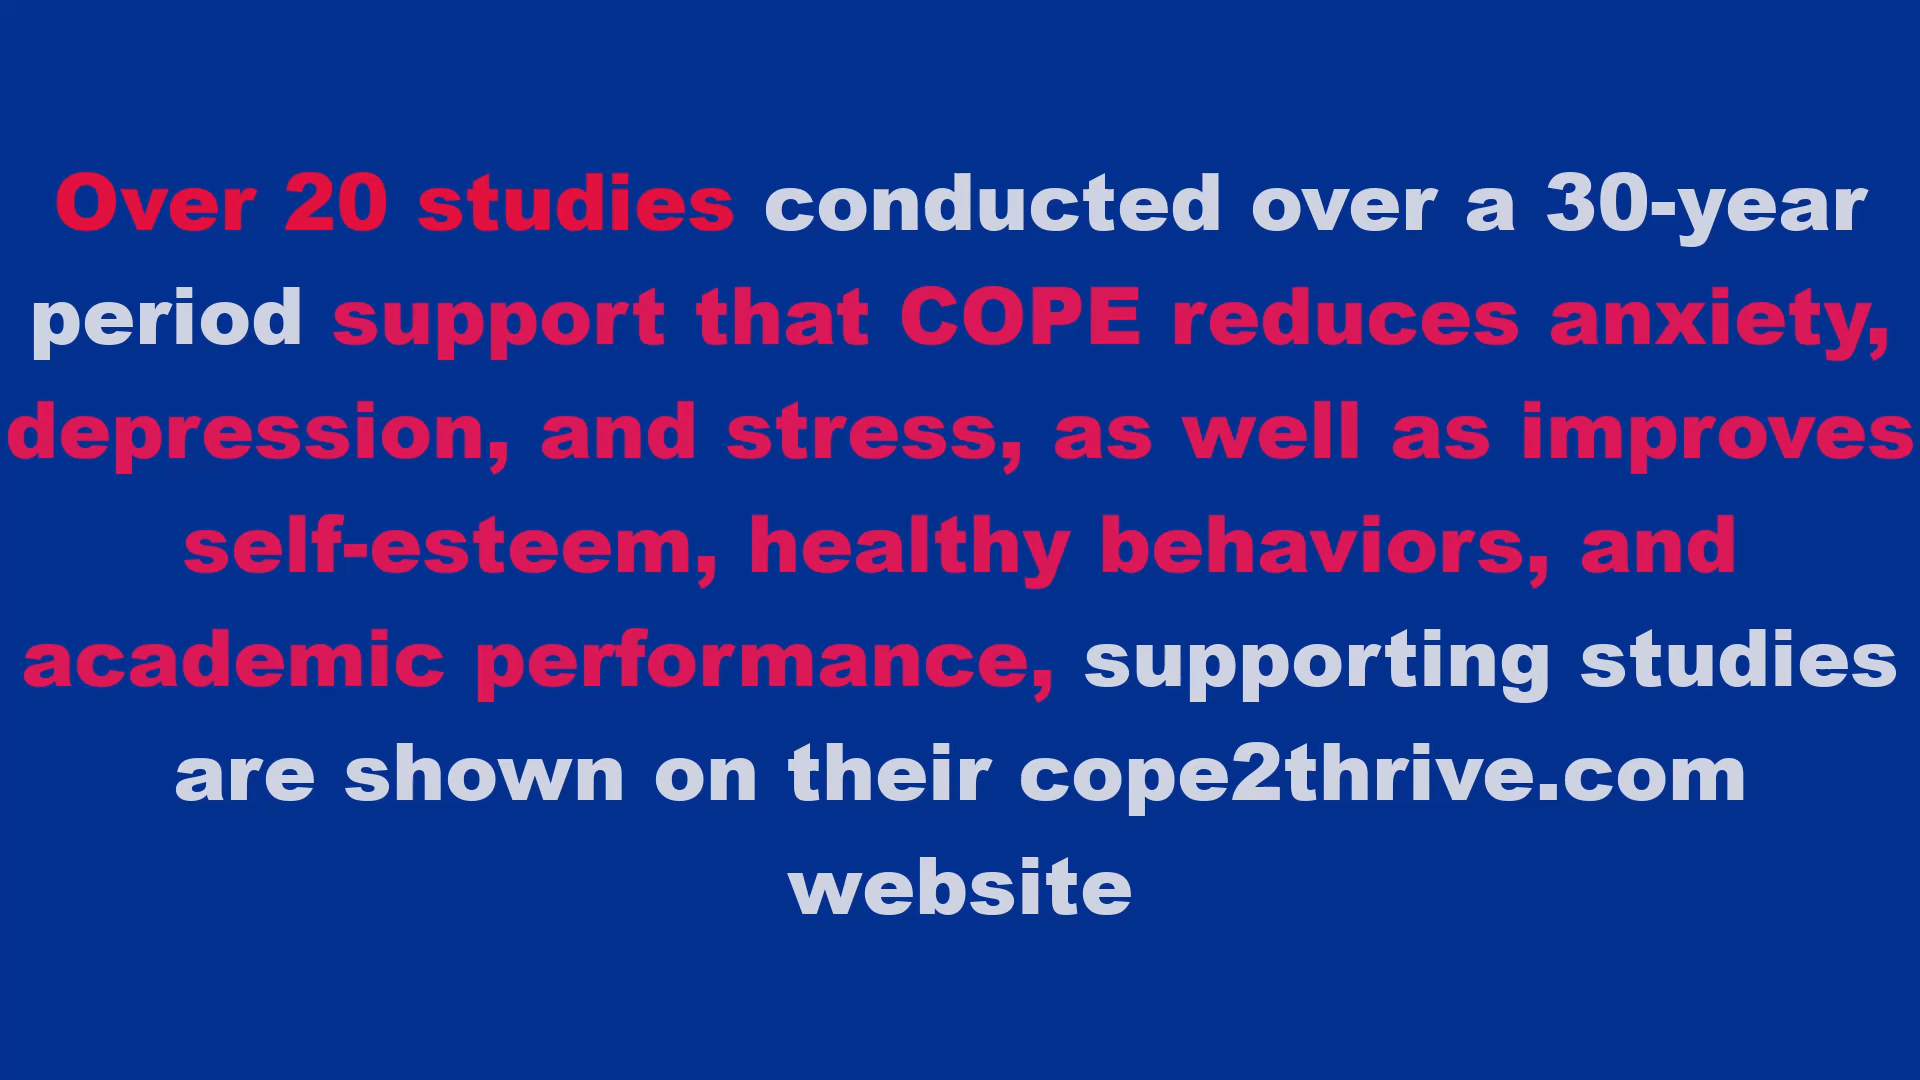 Over 20 studies conducted over a 30-year
period support that COPE reduces anxiety,
depression, and stress, as well as improves
self-esteem, healthy behaviors, and
academic performance, supporting studies
are shown on their cope2thrive.com
website